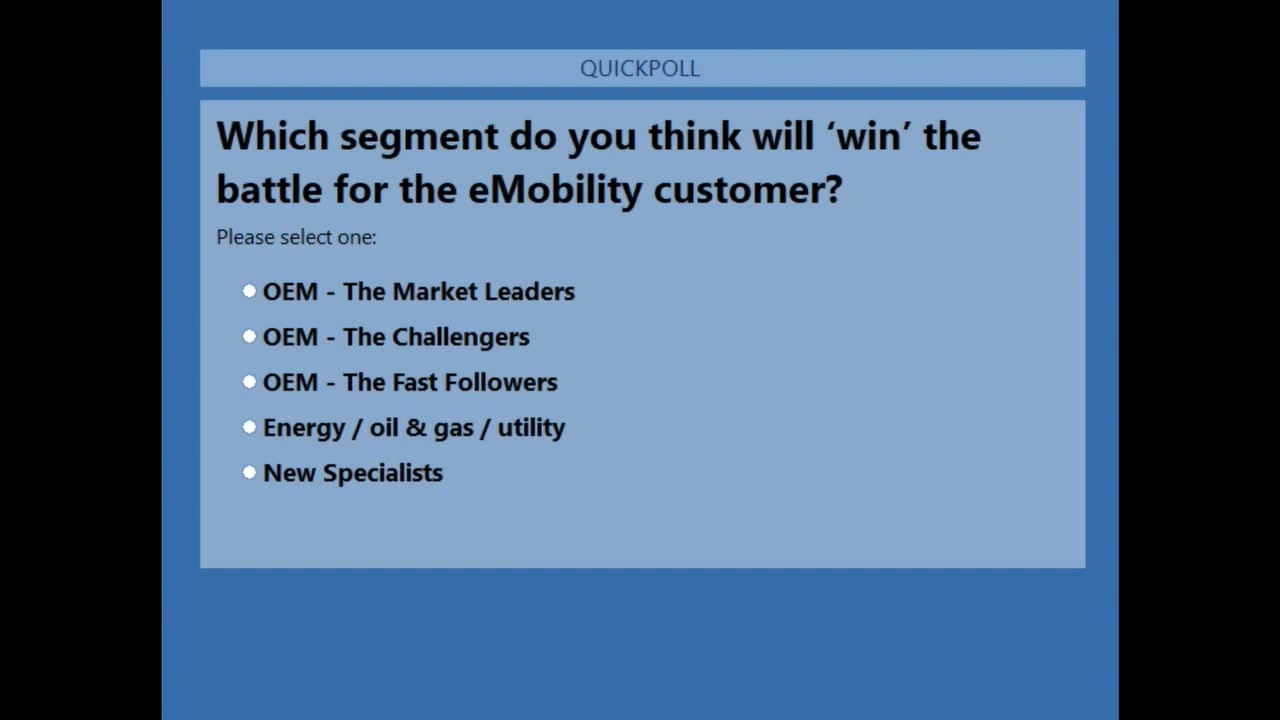 QUICKPOLL
Which segment do you think will ‘win’ the
battle for the eMobility customer?
Please select one:
OEM - The Market Leaders
OEM - The Challengers
OEM - The Fast Followers
Energy / oil & gas / utility
New Specialists